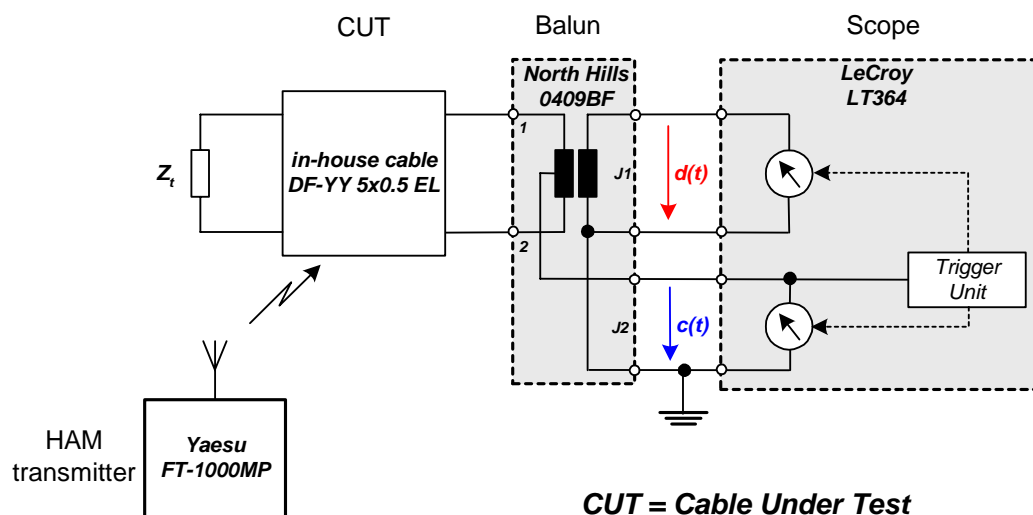 CUT
Balun
Scope
North Hills
0409BF
LeCroy
LT364
1
Z_t
in-house cable
DF-YY 5x0.5 EL
J1
d(t)
2
Trigger
Unit
J2
c(t)
HAM
transmitter
Yaesu
FT-1000MP
CUT = Cable Under Test